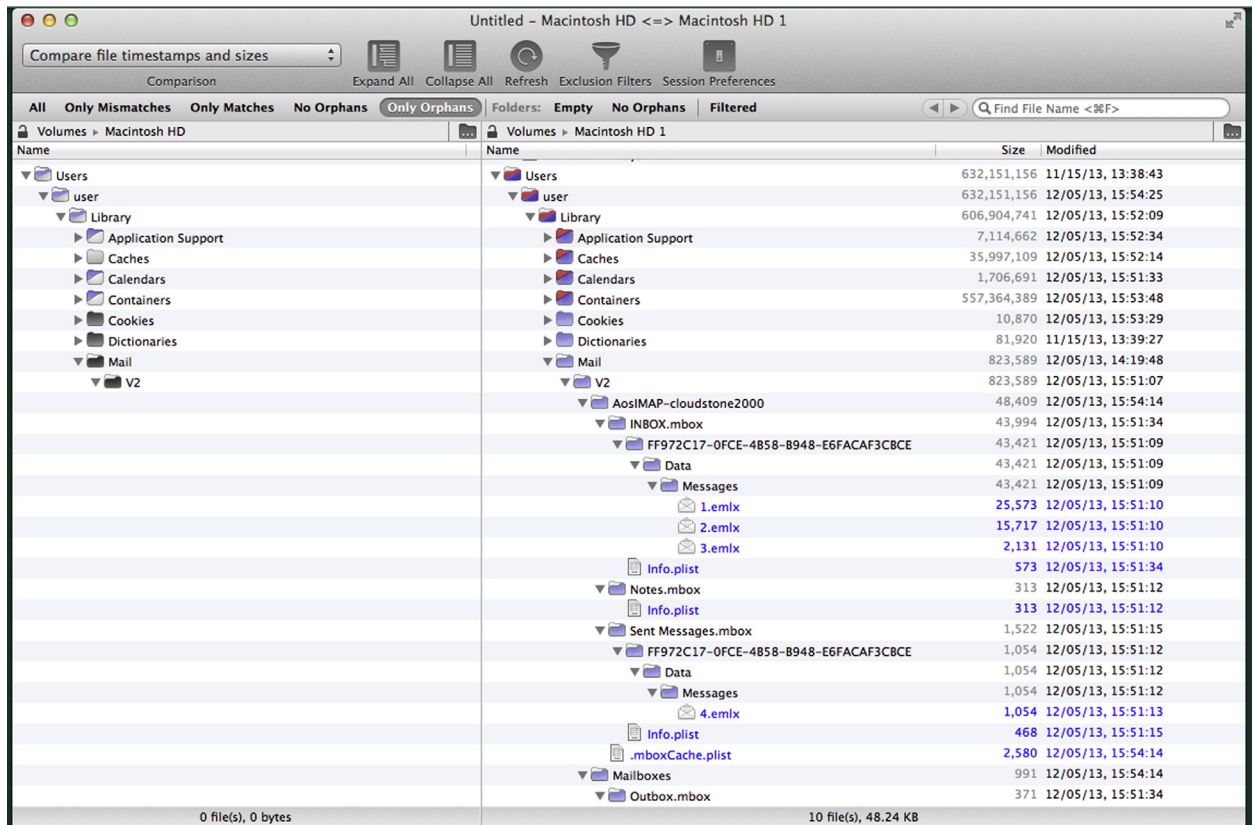 Untitled – Macintosh HD <=> Macintosh HD 1
Compare file timestamps and sizes
Comparison Expand All Collapse All Refresh Exclusion Filters Session Preferences
All Only Mismatches Only Matches No Orphans Only Orphans Folders: Empty No Orphans Filtered Find File Name <⌘F>
Volumes ▸ Macintosh HD Volumes ▸ Macintosh HD 1
Name Name Size Modified
Users Users 632,151,156 11/15/13, 13:38:43
user user 632,151,156 12/05/13, 15:54:25
Library Library 606,904,741 12/05/13, 15:52:09
Application Support Application Support 7,114,662 12/05/13, 15:52:34
Caches Caches 35,997,109 12/05/13, 15:52:14
Calendars Calendars 1,706,691 12/05/13, 15:51:33
Containers Containers 557,364,389 12/05/13, 15:53:48
Cookies Cookies 10,870 12/05/13, 15:53:29
Dictionaries Dictionaries 81,920 11/15/13, 13:39:27
Mail Mail 823,589 12/05/13, 14:19:48
V2 V2 823,589 12/05/13, 15:51:07
AosIMAP-cloudstone2000 48,409 12/05/13, 15:54:14
INBOX.mbox 43,994 12/05/13, 15:51:34
FF972C17-0FCE-4B58-B948-E6FACAF3CBCE 43,421 12/05/13, 15:51:09
Data 43,421 12/05/13, 15:51:09
Messages 43,421 12/05/13, 15:51:09
1.emlx 25,573 12/05/13, 15:51:10
2.emlx 15,717 12/05/13, 15:51:10
3.emlx 2,131 12/05/13, 15:51:10
Info.plist 573 12/05/13, 15:51:34
Notes.mbox 313 12/05/13, 15:51:12
Info.plist 313 12/05/13, 15:51:12
Sent Messages.mbox 1,522 12/05/13, 15:51:15
FF972C17-0FCE-4B58-B948-E6FACAF3CBCE 1,054 12/05/13, 15:51:12
Data 1,054 12/05/13, 15:51:12
Messages 1,054 12/05/13, 15:51:12
4.emlx 1,054 12/05/13, 15:51:13
Info.plist 468 12/05/13, 15:51:15
.mboxCache.plist 2,580 12/05/13, 15:54:14
Mailboxes 991 12/05/13, 15:54:14
Outbox.mbox 371 12/05/13, 15:51:34
0 file(s), 0 bytes 10 file(s), 48.24 KB